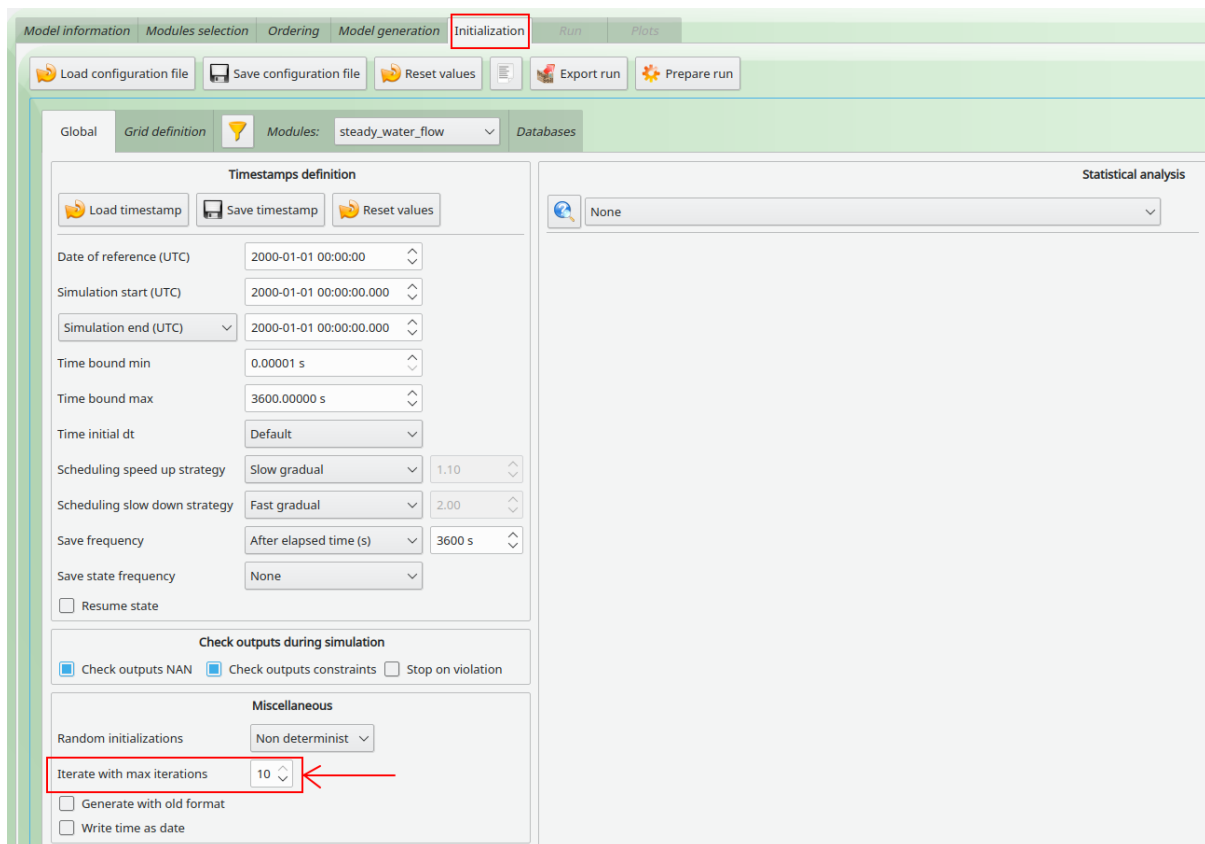 Model information Modules selection Ordering Model generation Initialization Run Plots
Load configuration file Save configuration file Reset values Export run Prepare run
Global Grid definition Modules: steady_water_flow Databases
Timestamps definition Statistical analysis
Load timestamp Save timestamp Reset values None
Date of reference (UTC) 2000-01-01 00:00:00
Simulation start (UTC) 2000-01-01 00:00:00.000
Simulation end (UTC) 2000-01-01 00:00:00.000
Time bound min 0.00001 s
Time bound max 3600.00000 s
Time initial dt Default
Scheduling speed up strategy Slow gradual 1.10
Scheduling slow down strategy Fast gradual 2.00
Save frequency After elapsed time (s) 3600 s
Save state frequency None
Resume state
Check outputs during simulation
Check outputs NAN Check outputs constraints Stop on violation
Miscellaneous
Random initializations Non determinist
Iterate with max iterations 10
Generate with old format
Write time as date